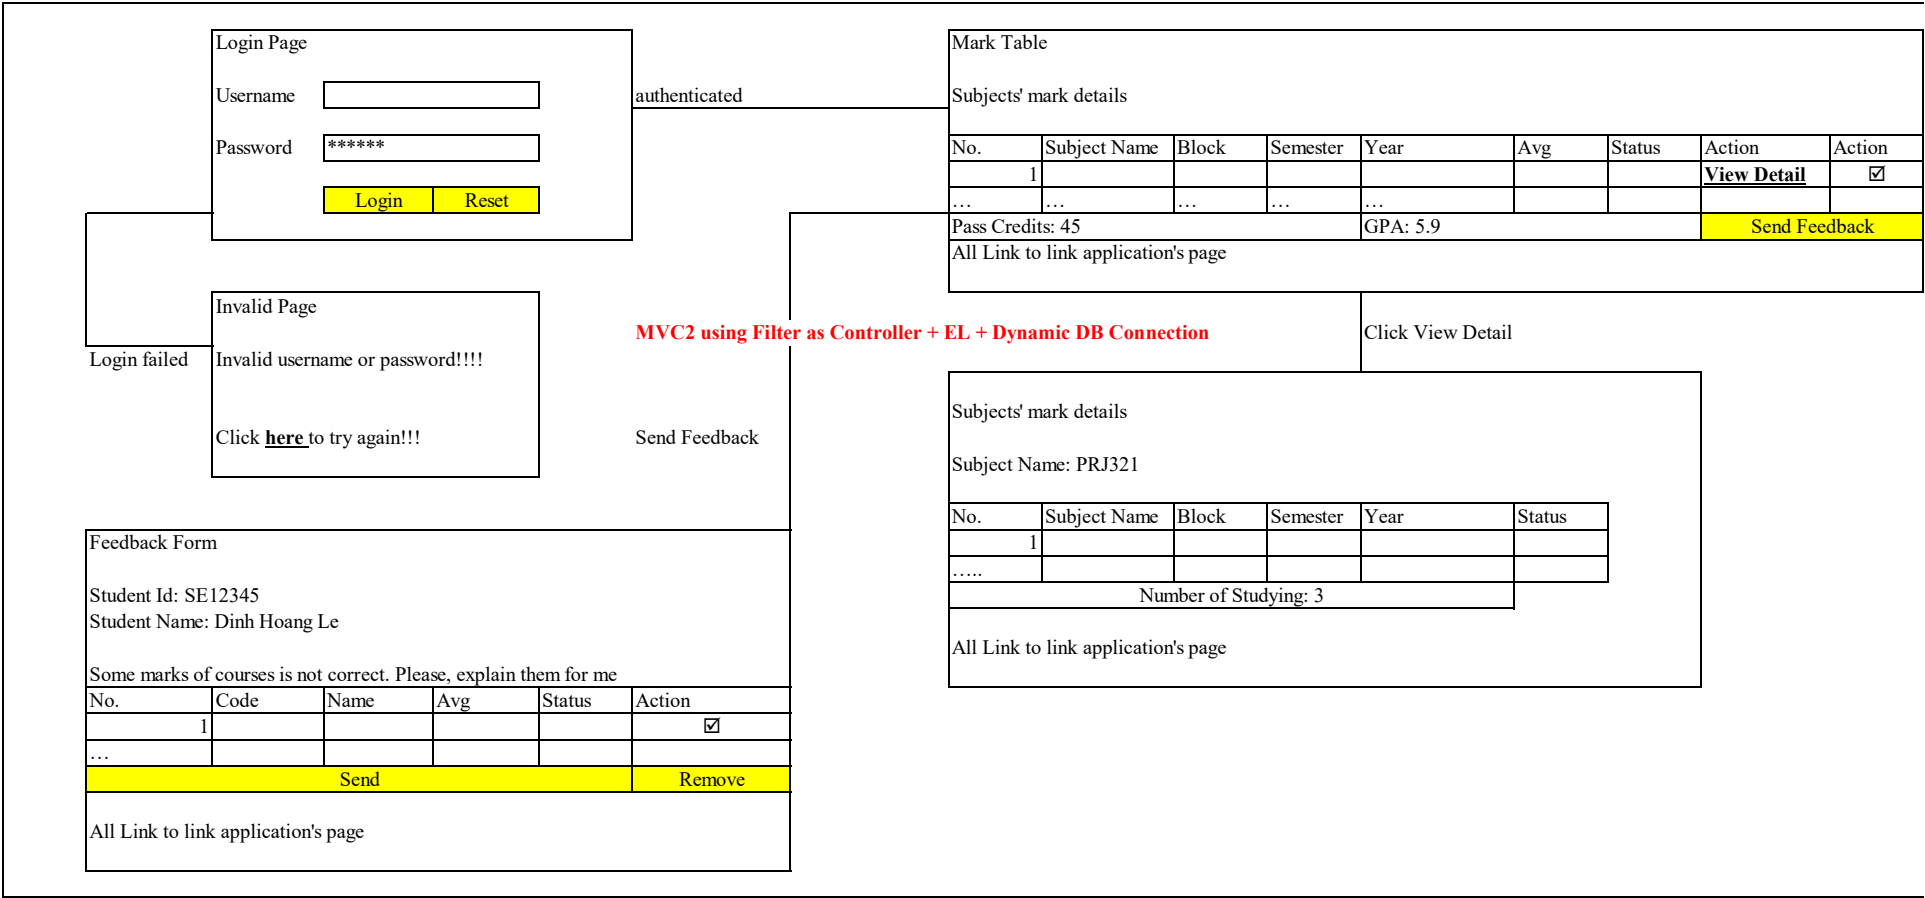 Login Page
Username
authenticated
Password ******
Login Reset
Mark Table
Subjects' mark details
No. Subject Name Block Semester Year Avg Status Action Action
1 View Detail ☑
… … … … …
Pass Credits: 45 GPA: 5.9 Send Feedback
All Link to link application's page
Invalid Page
Login failed
Invalid username or password!!!!
Click here to try again!!!
MVC2 using Filter as Controller + EL + Dynamic DB Connection
Click View Detail
Send Feedback
Subjects' mark details
Subject Name: PRJ321
No. Subject Name Block Semester Year Status
1
…..
Number of Studying: 3
All Link to link application's page
Feedback Form
Student Id: SE12345
Student Name: Dinh Hoang Le
Some marks of courses is not correct. Please, explain them for me
No. Code Name Avg Status Action
1 ☑
…
Send Remove
All Link to link application's page